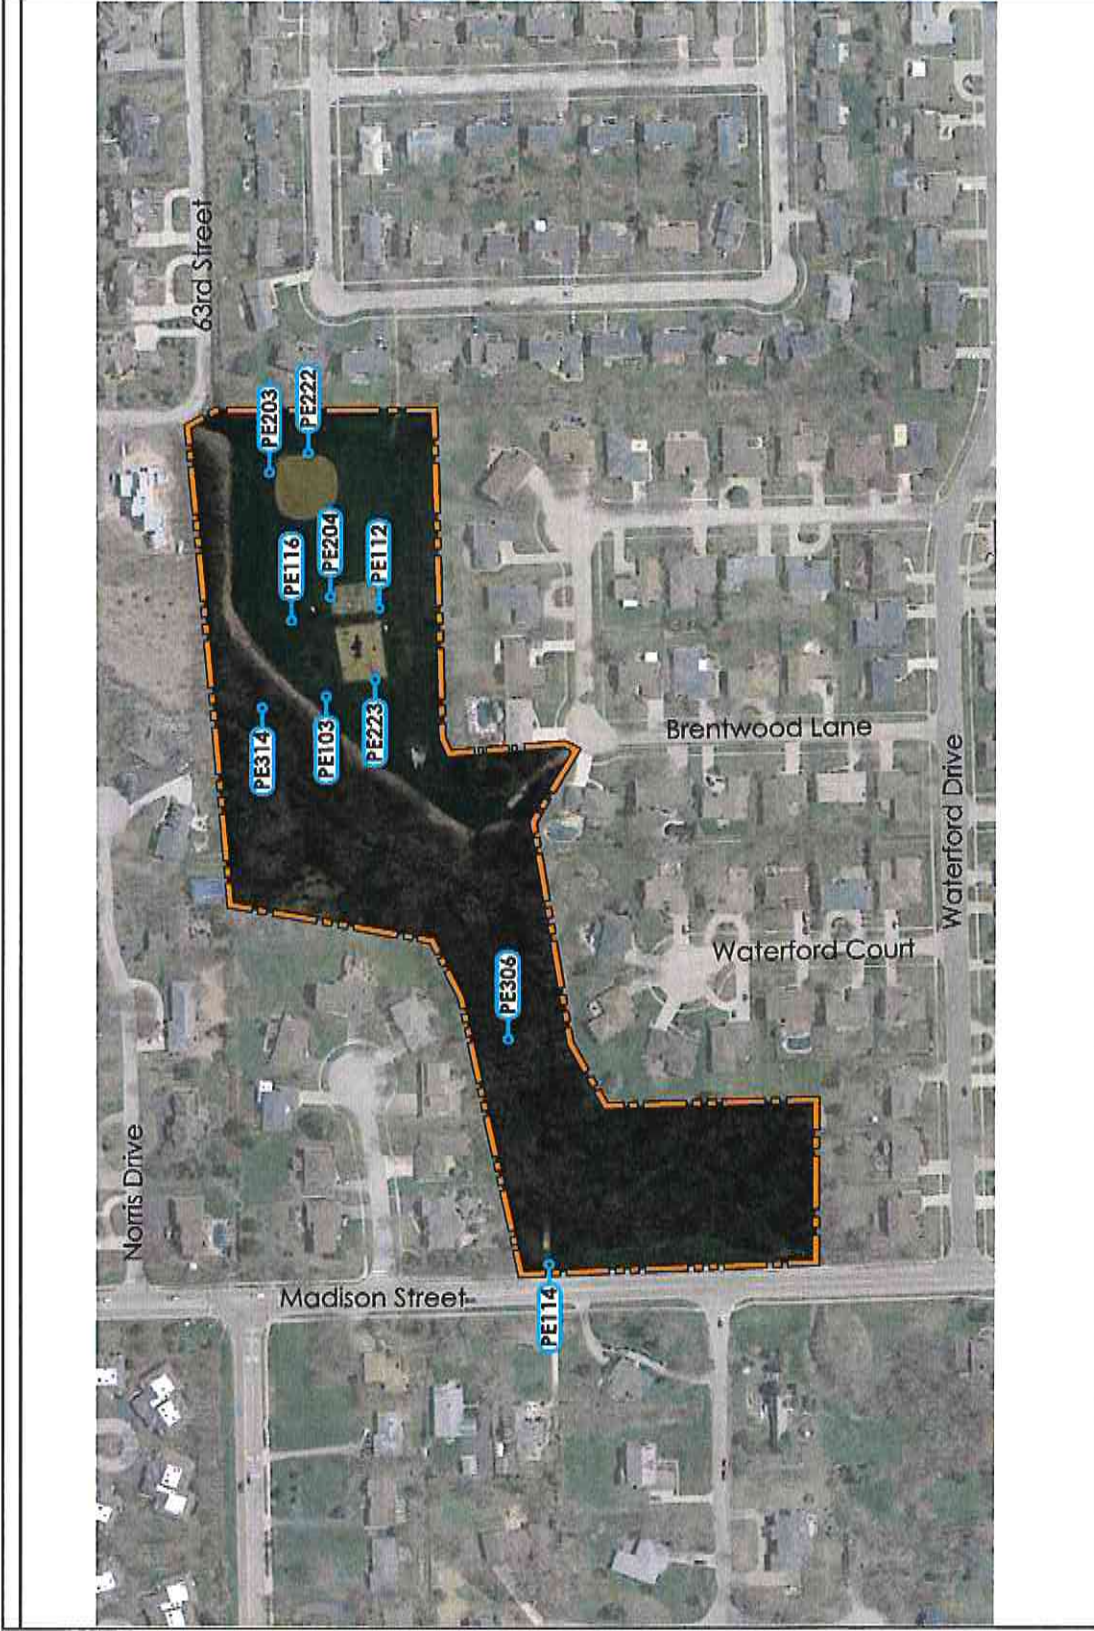 63rd Street
PE203
PE222
PE116
PE204
PE112
PE314
PE103
PE223
Brentwood Lane
Waterford Drive
Waterford Court
PE306
Norris Drive
Madison Street
PE114